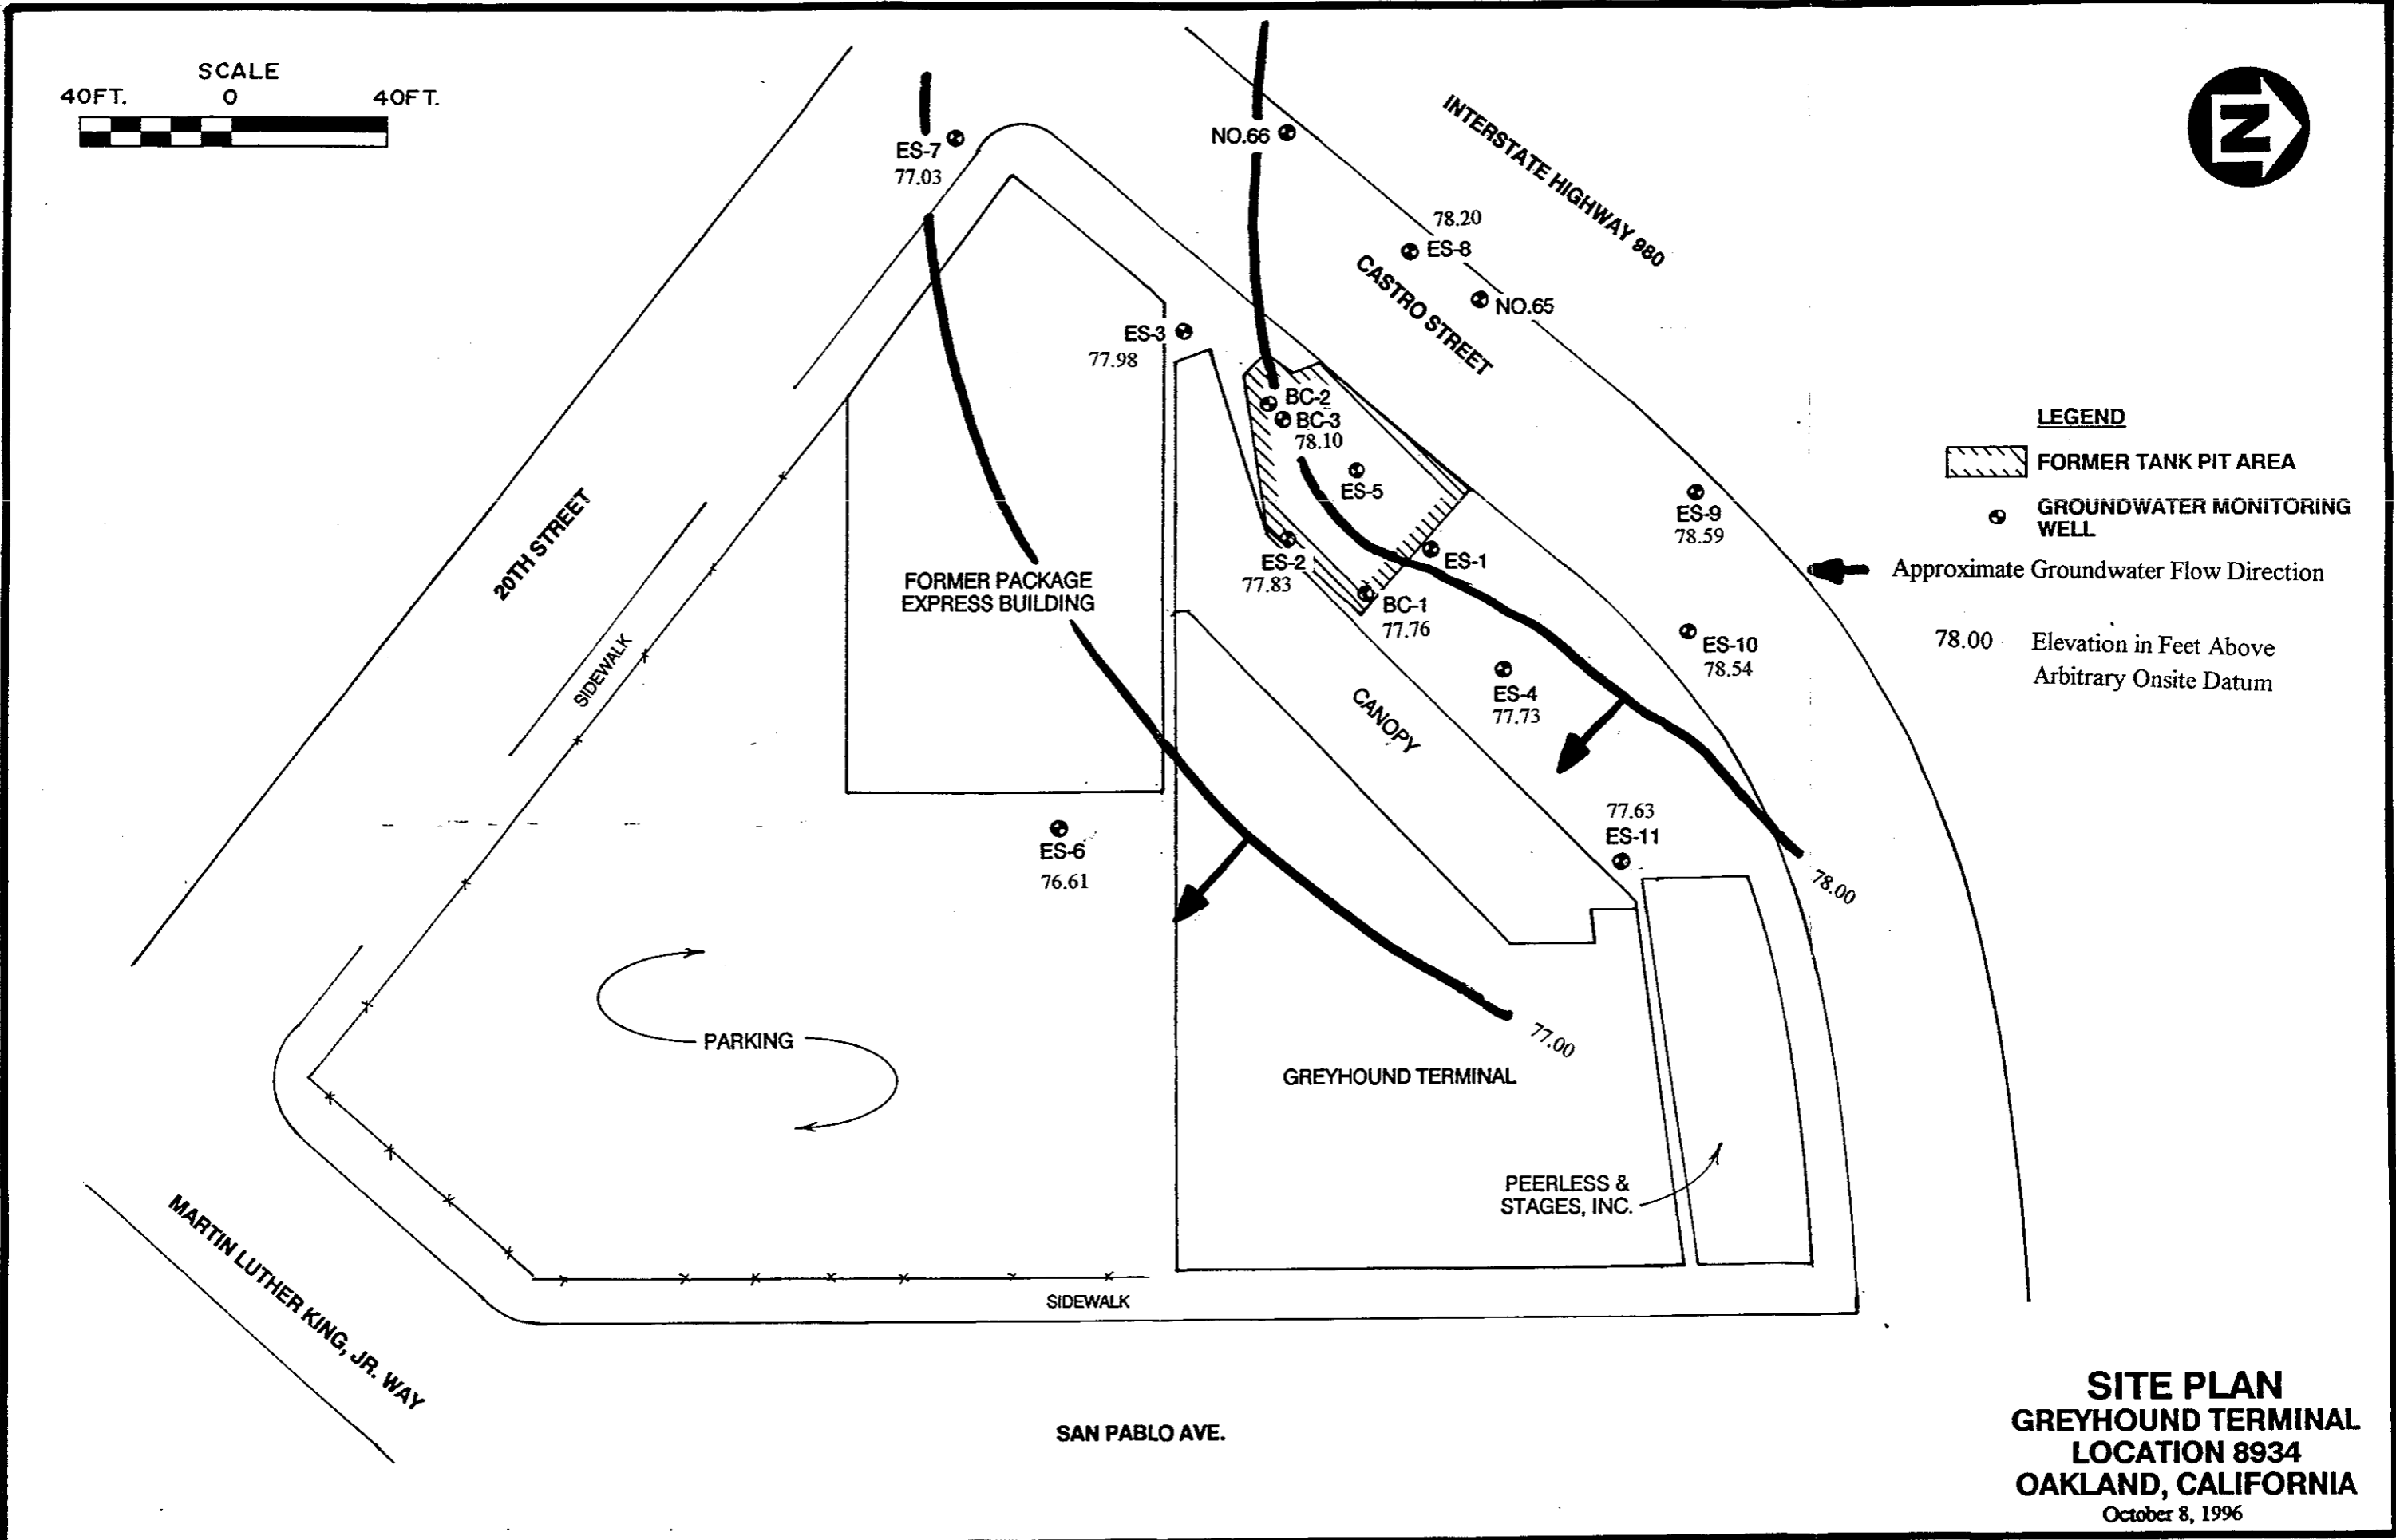 SCALE
40FT. 0 40FT.
N
ES-7
77.03
NO.66
INTERSTATE HIGHWAY 980
78.20
ES-8
CASTRO STREET
NO.65
ES-3
77.98
BC-2
BC-3
78.10
ES-5
ES-2
77.83
ES-1
BC-1
77.76
ES-9
78.59
ES-10
78.54
ES-4
77.73
CANOPY
77.63
ES-11
78.00
LEGEND
FORMER TANK PIT AREA
GROUNDWATER MONITORING
WELL
Approximate Groundwater Flow Direction
78.00 Elevation in Feet Above
Arbitrary Onsite Datum
20TH STREET
SIDEWALK
FORMER PACKAGE
EXPRESS BUILDING
ES-6
76.61
PARKING
77.00
GREYHOUND TERMINAL
PEERLESS &
STAGES, INC.
SIDEWALK
MARTIN LUTHER KING, JR. WAY
SAN PABLO AVE.
SITE PLAN
GREYHOUND TERMINAL
LOCATION 8934
OAKLAND, CALIFORNIA
October 8, 1996